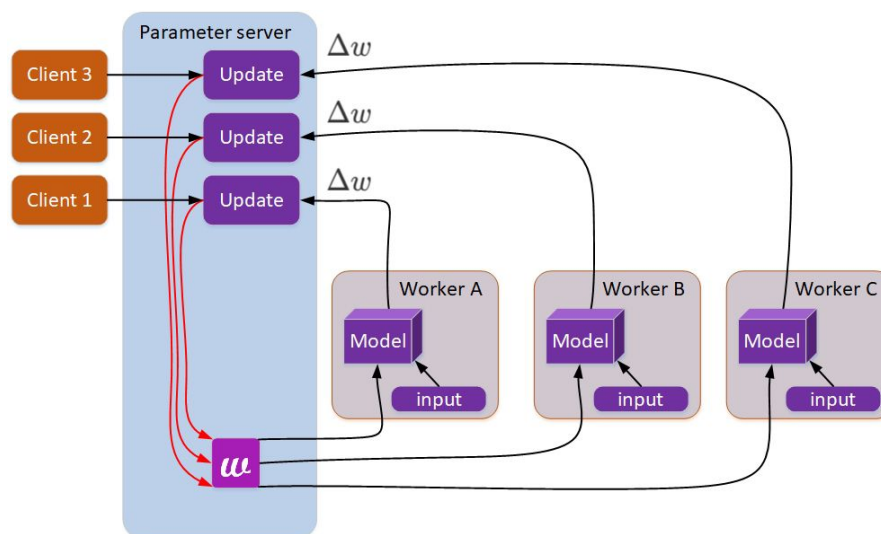 Parameter server
Client 3
Update
Δw
Client 2
Update
Δw
Client 1
Update
Δw
Worker A
Worker B
Worker C
Model
Model
Model
input
input
input
w